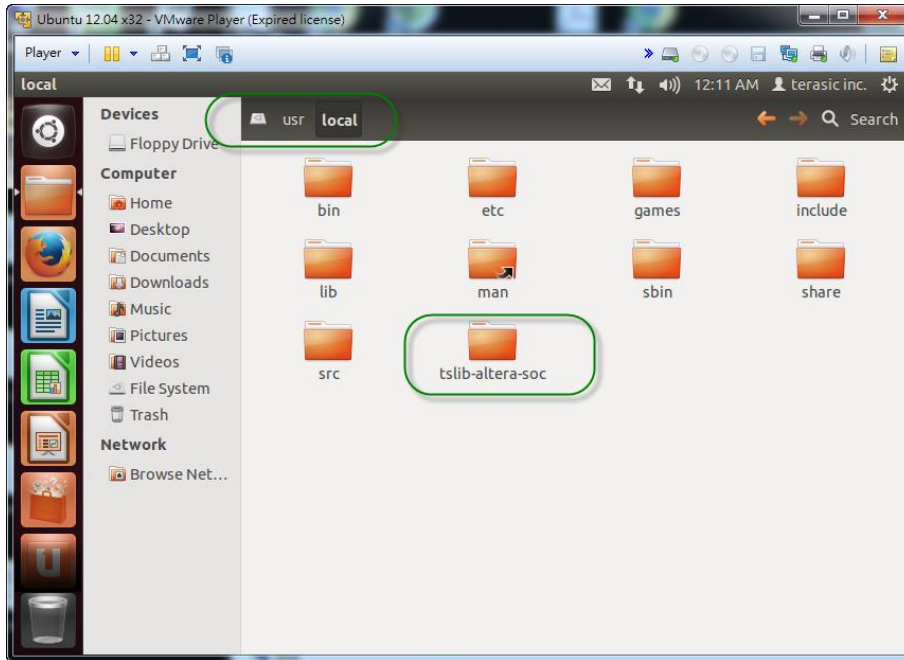 Ubuntu 12.04 x32 - VMware Player (Expired license)
Player
local
12:11 AM terasic inc.
Devices
Floppy Drive
Computer
Home
Desktop
Documents
Downloads
Music
Pictures
Videos
File System
Trash
Network
Browse Net...
usr local
Search
bin etc games include
lib man sbin share
src tslib-altera-soc